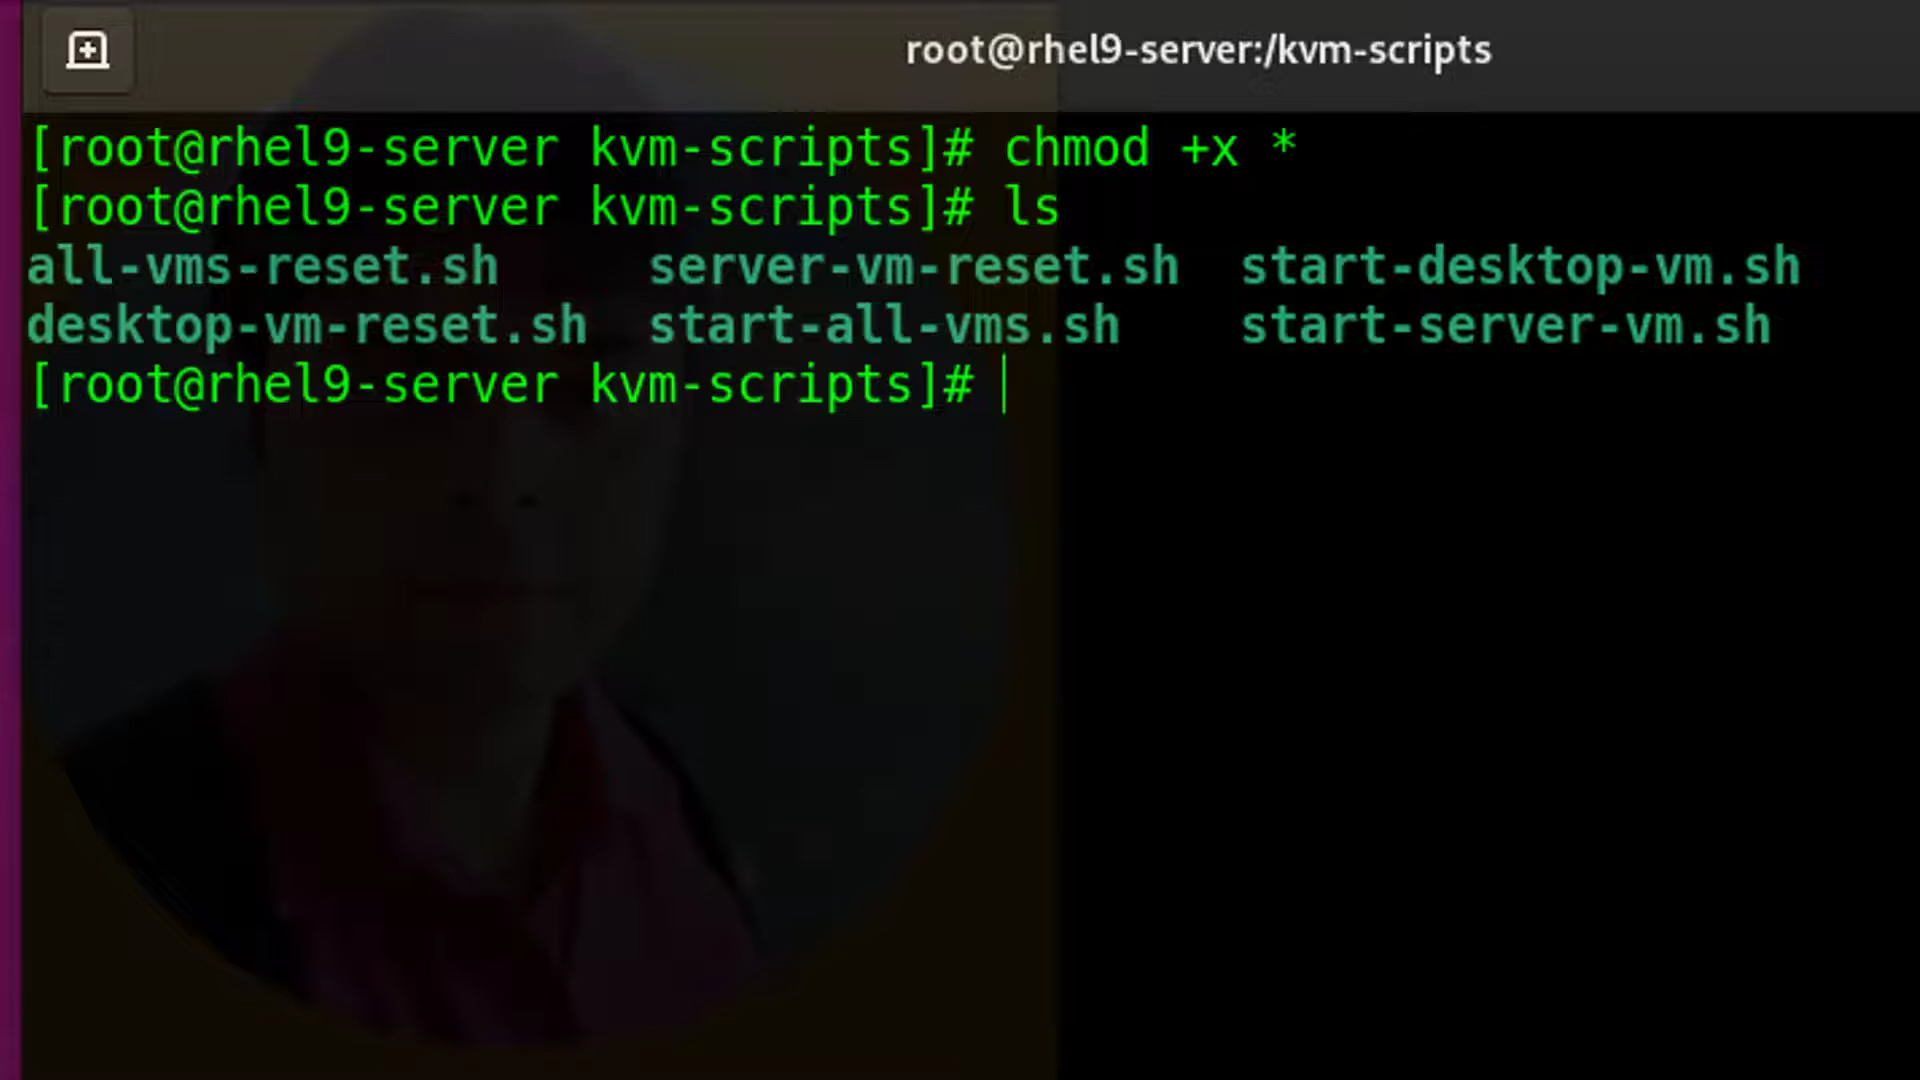 root@rhel9-server:/kvm-scripts
[root@rhel9-server kvm-scripts]# chmod +x *
[root@rhel9-server kvm-scripts]# ls
all-vms-reset.sh server-vm-reset.sh start-desktop-vm.sh
desktop-vm-reset.sh start-all-vms.sh start-server-vm.sh
[root@rhel9-server kvm-scripts]#